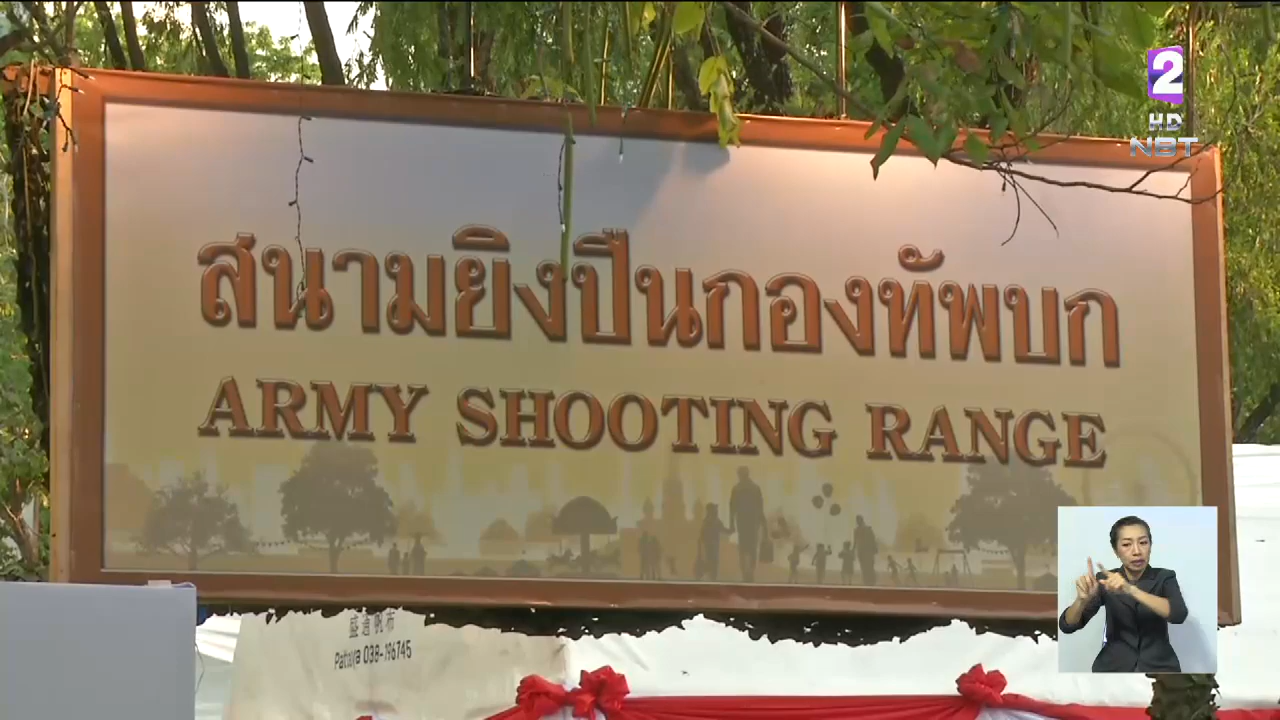 2
HD
NBT
สนามยิงปืนกองทัพบก
ARMY SHOOTING RANGE
Pattaya 038-196745